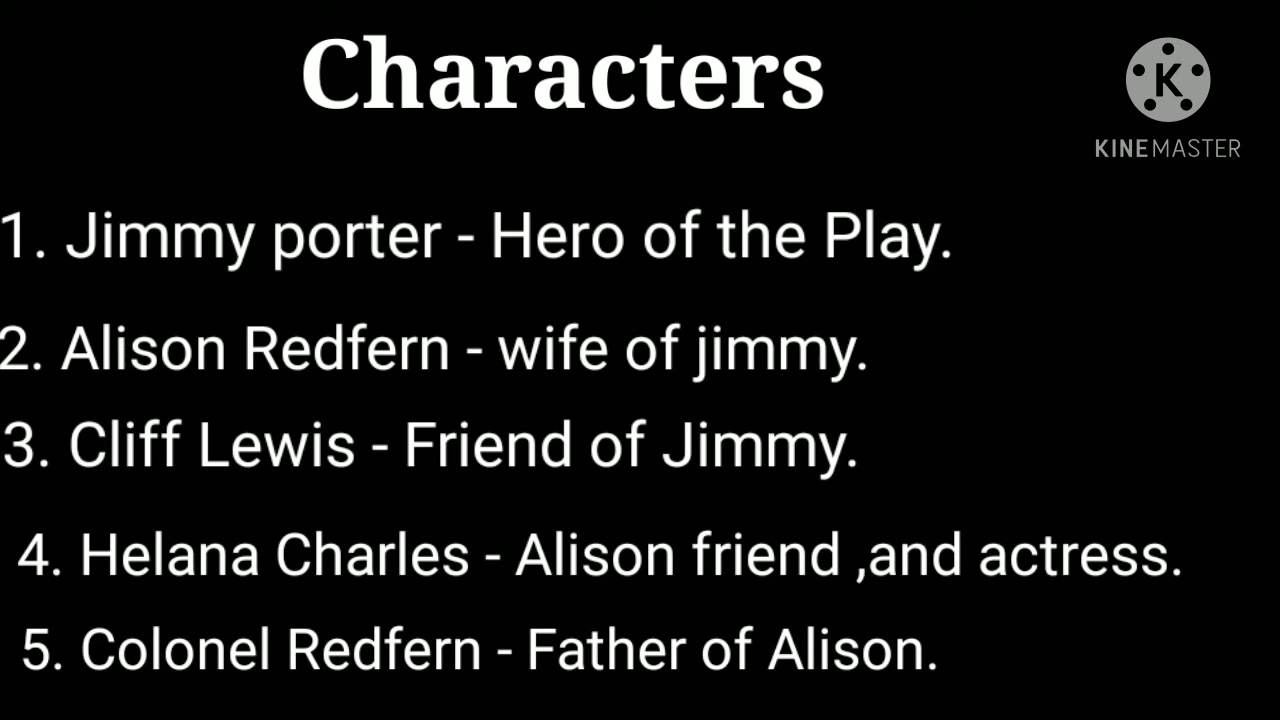 Characters
K
KINEMASTER
1. Jimmy porter - Hero of the Play.
2. Alison Redfern - wife of jimmy.
3. Cliff Lewis - Friend of Jimmy.
4. Helana Charles - Alison friend ,and actress.
5. Colonel Redfern - Father of Alison.